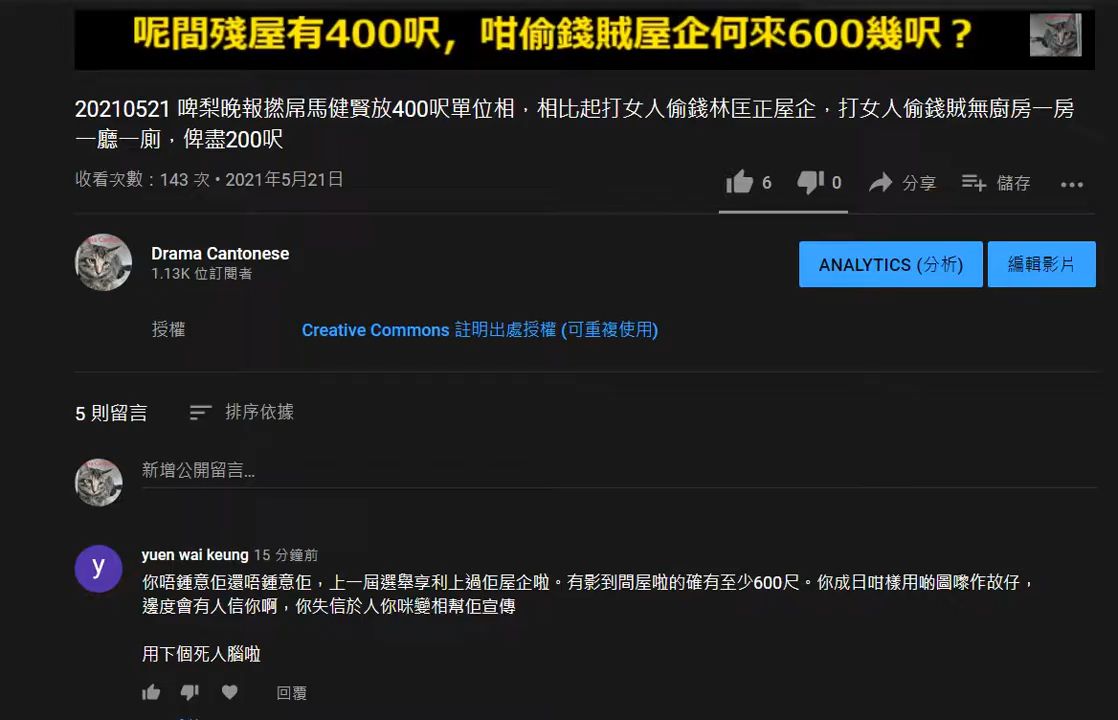 呢間殘屋有400呎，咁偷錢賊屋企何來600幾呎？
20210521 啤梨晚報撚屌馬健賢放400呎單位相，相比起打女人偷錢林匡正屋企，打女人偷錢賊無廚房一房
一廳一廁，俾盡200呎
收看次數：143 次 • 2021年5月21日
6 0 分享 儲存
Drama Cantonese
1.13K 位訂閱者
ANALYTICS (分析) 編輯影片
授權 Creative Commons 註明出處授權 (可重複使用)
5 則留言 排序依據
新增公開留言...
y
yuen wai keung 15 分鐘前
你唔鍾意佢還唔鍾意佢，上一屆選舉享利上過佢屋企啦。有影到間屋啦的確有至少600尺。你成日咁樣用啲圖嚟作故仔，
邊度會有人信你啊，你失信於人你咪變相幫佢宣傳
用下個死人腦啦
回覆